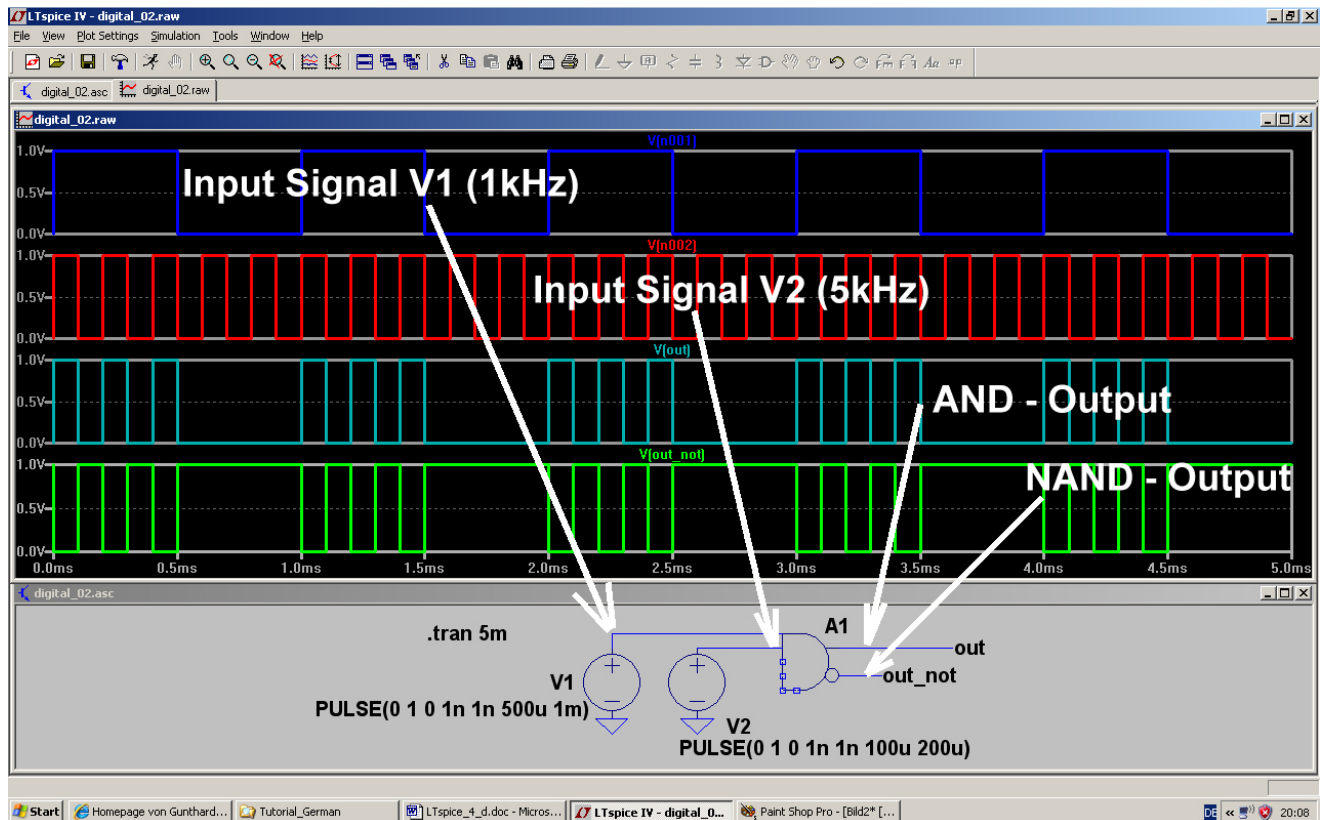 LTspice IV - digital_02.raw
File View Plot Settings Simulation Tools Window Help
digital_02.asc digital_02.raw
digital_02.raw
V(n001)
1.0V
0.5V
0.0V
Input Signal V1 (1kHz)
V(n002)
1.0V
0.5V
0.0V
Input Signal V2 (5kHz)
V(out)
1.0V
0.5V
0.0V
AND - Output
V(out_not)
1.0V
0.5V
0.0V
NAND - Output
0.0ms 0.5ms 1.0ms 1.5ms 2.0ms 2.5ms 3.0ms 3.5ms 4.0ms 4.5ms 5.0ms
digital_02.asc
.tran 5m
A1
out
out_not
V1
PULSE(0 1 0 1n 1n 500u 1m)
V2
PULSE(0 1 0 1n 1n 100u 200u)
Start Homepage von Gunthard... Tutorial_German LTspice_4_d.doc - Micros... LTspice IV - digital_0... Paint Shop Pro - [Bild2* [... DE « 20:08